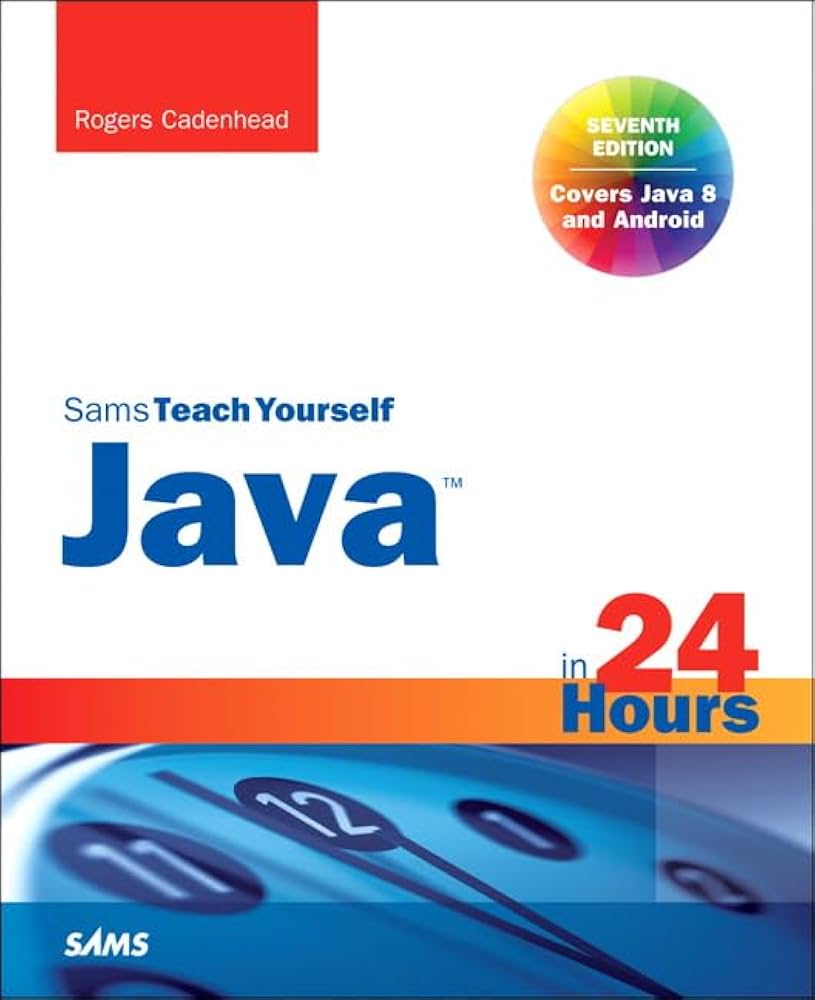 Rogers Cadenhead
SEVENTH
EDITION
Covers Java 8
and Android
Sams Teach Yourself
Java™
in 24
Hours
11
12
1
2
SAMS